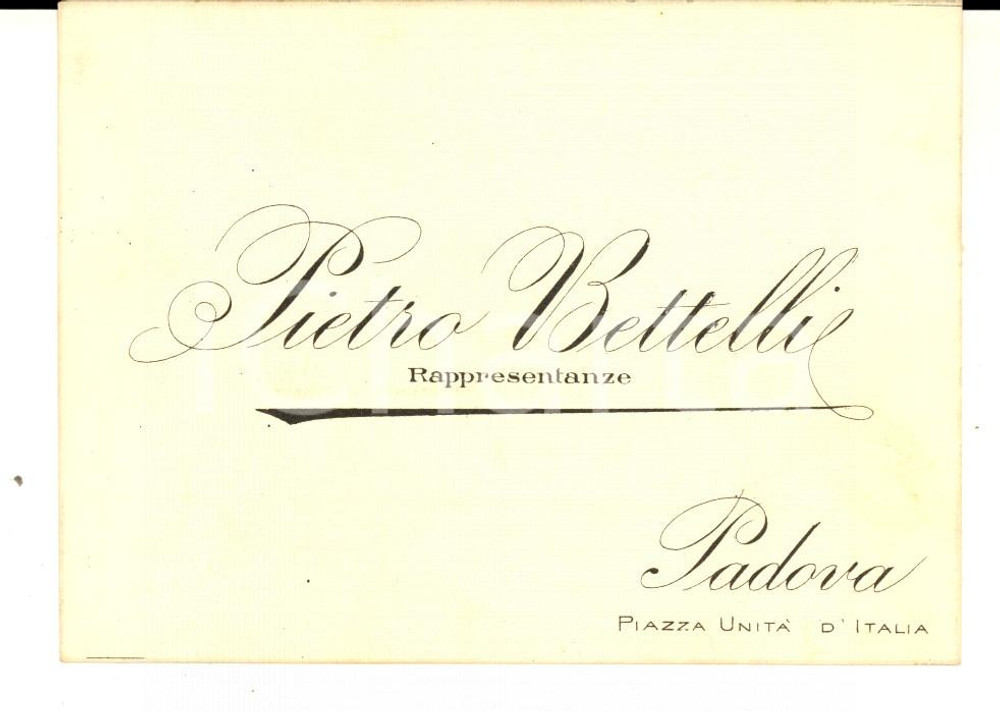 Pietro Bettelli
Rappresentanze
Padova
PIAZZA UNITÀ D'ITALIA